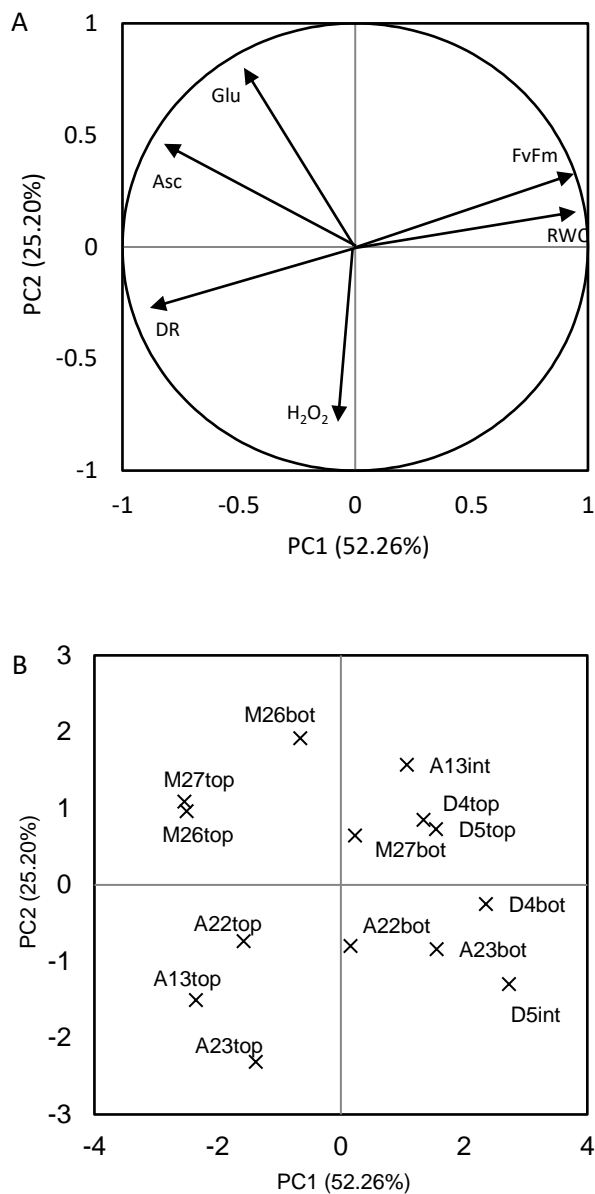 A
1
0.5
0
-0.5
-1
PC2 (25.20%)
Glu
Asc
DR
H₂O₂
FvFm
RWC
-1 -0.5 0 0.5 1
PC1 (52.26%)
B
3
2
1
0
-1
-2
-3
PC2 (25.20%)
M26bot
A13int
M27top
D4top
M26top
D5top
M27bot
D4bot
A22top
A22bot
A23bot
A13top
D5int
A23top
-4 -2 0 2 4
PC1 (52.26%)